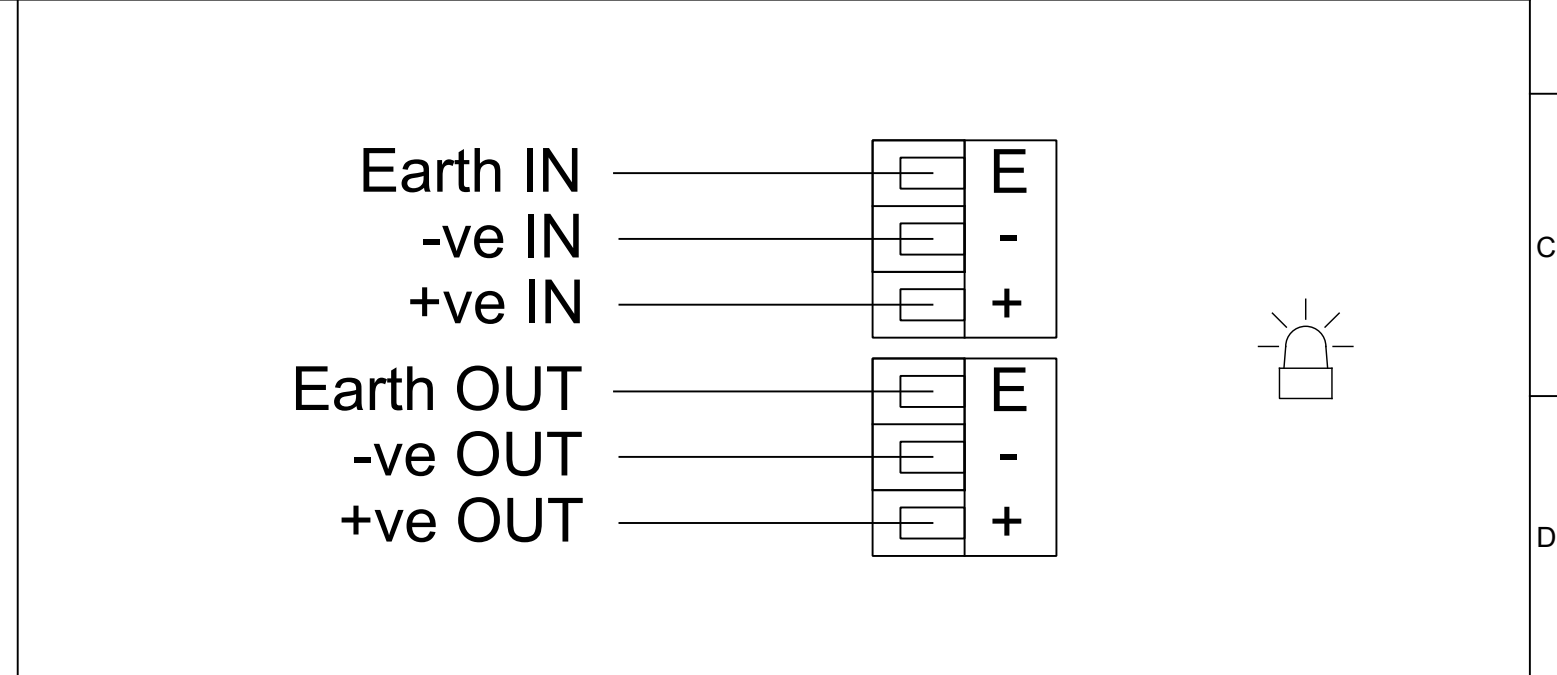 Earth IN E
-ve IN -
+ve IN +
Earth OUT E
-ve OUT -
+ve OUT +
C
D